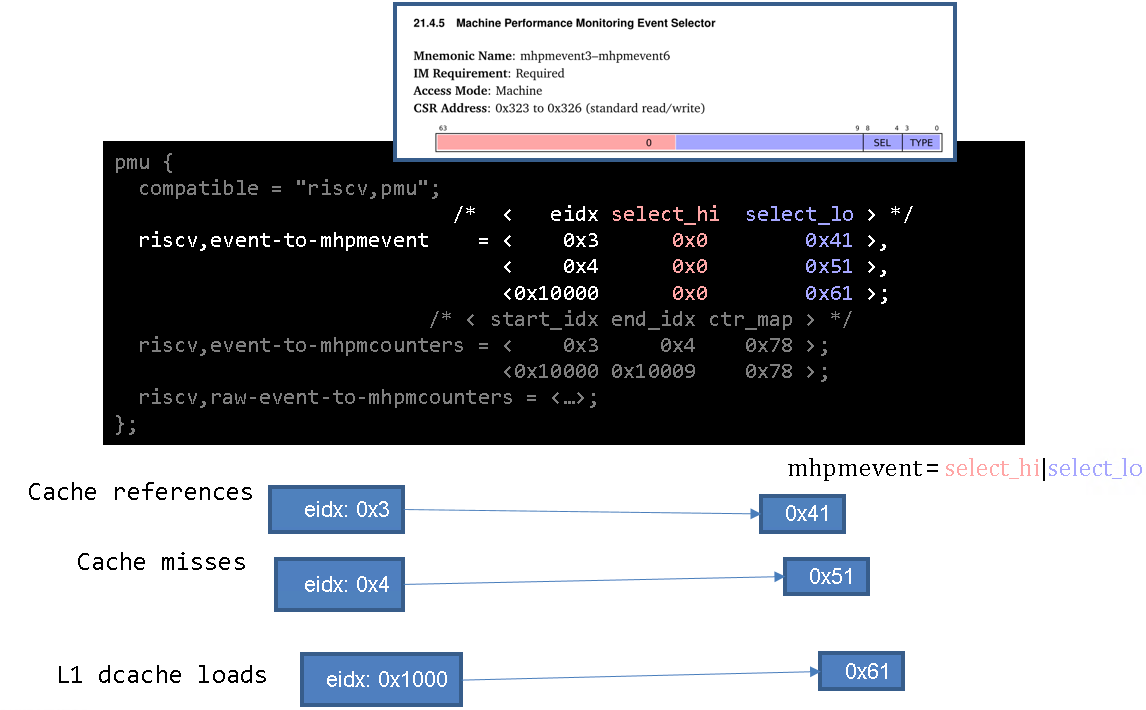 21.4.5 Machine Performance Monitoring Event Selector
Mnemonic Name: mhpmevent3–mhpmevent6
IM Requirement: Required
Access Mode: Machine
CSR Address: 0x323 to 0x326 (standard read/write)
63 9 8 4 3 0
0 SEL TYPE
pmu {
compatible = "riscv,pmu";
/* < eidx select_hi select_lo > */
riscv,event-to-mhpmevent = < 0x3 0x0 0x41 >,
< 0x4 0x0 0x51 >,
<0x10000 0x0 0x61 >;
/* < start_idx end_idx ctr_map > */
riscv,event-to-mhpmcounters = < 0x3 0x4 0x78 >;
<0x10000 0x10009 0x78 >;
riscv,raw-event-to-mhpmcounters = <…>;
};
mhpmevent= select_hi|select_lo
Cache references eidx: 0x3 0x41
Cache misses eidx: 0x4 0x51
L1 dcache loads eidx: 0x1000 0x61